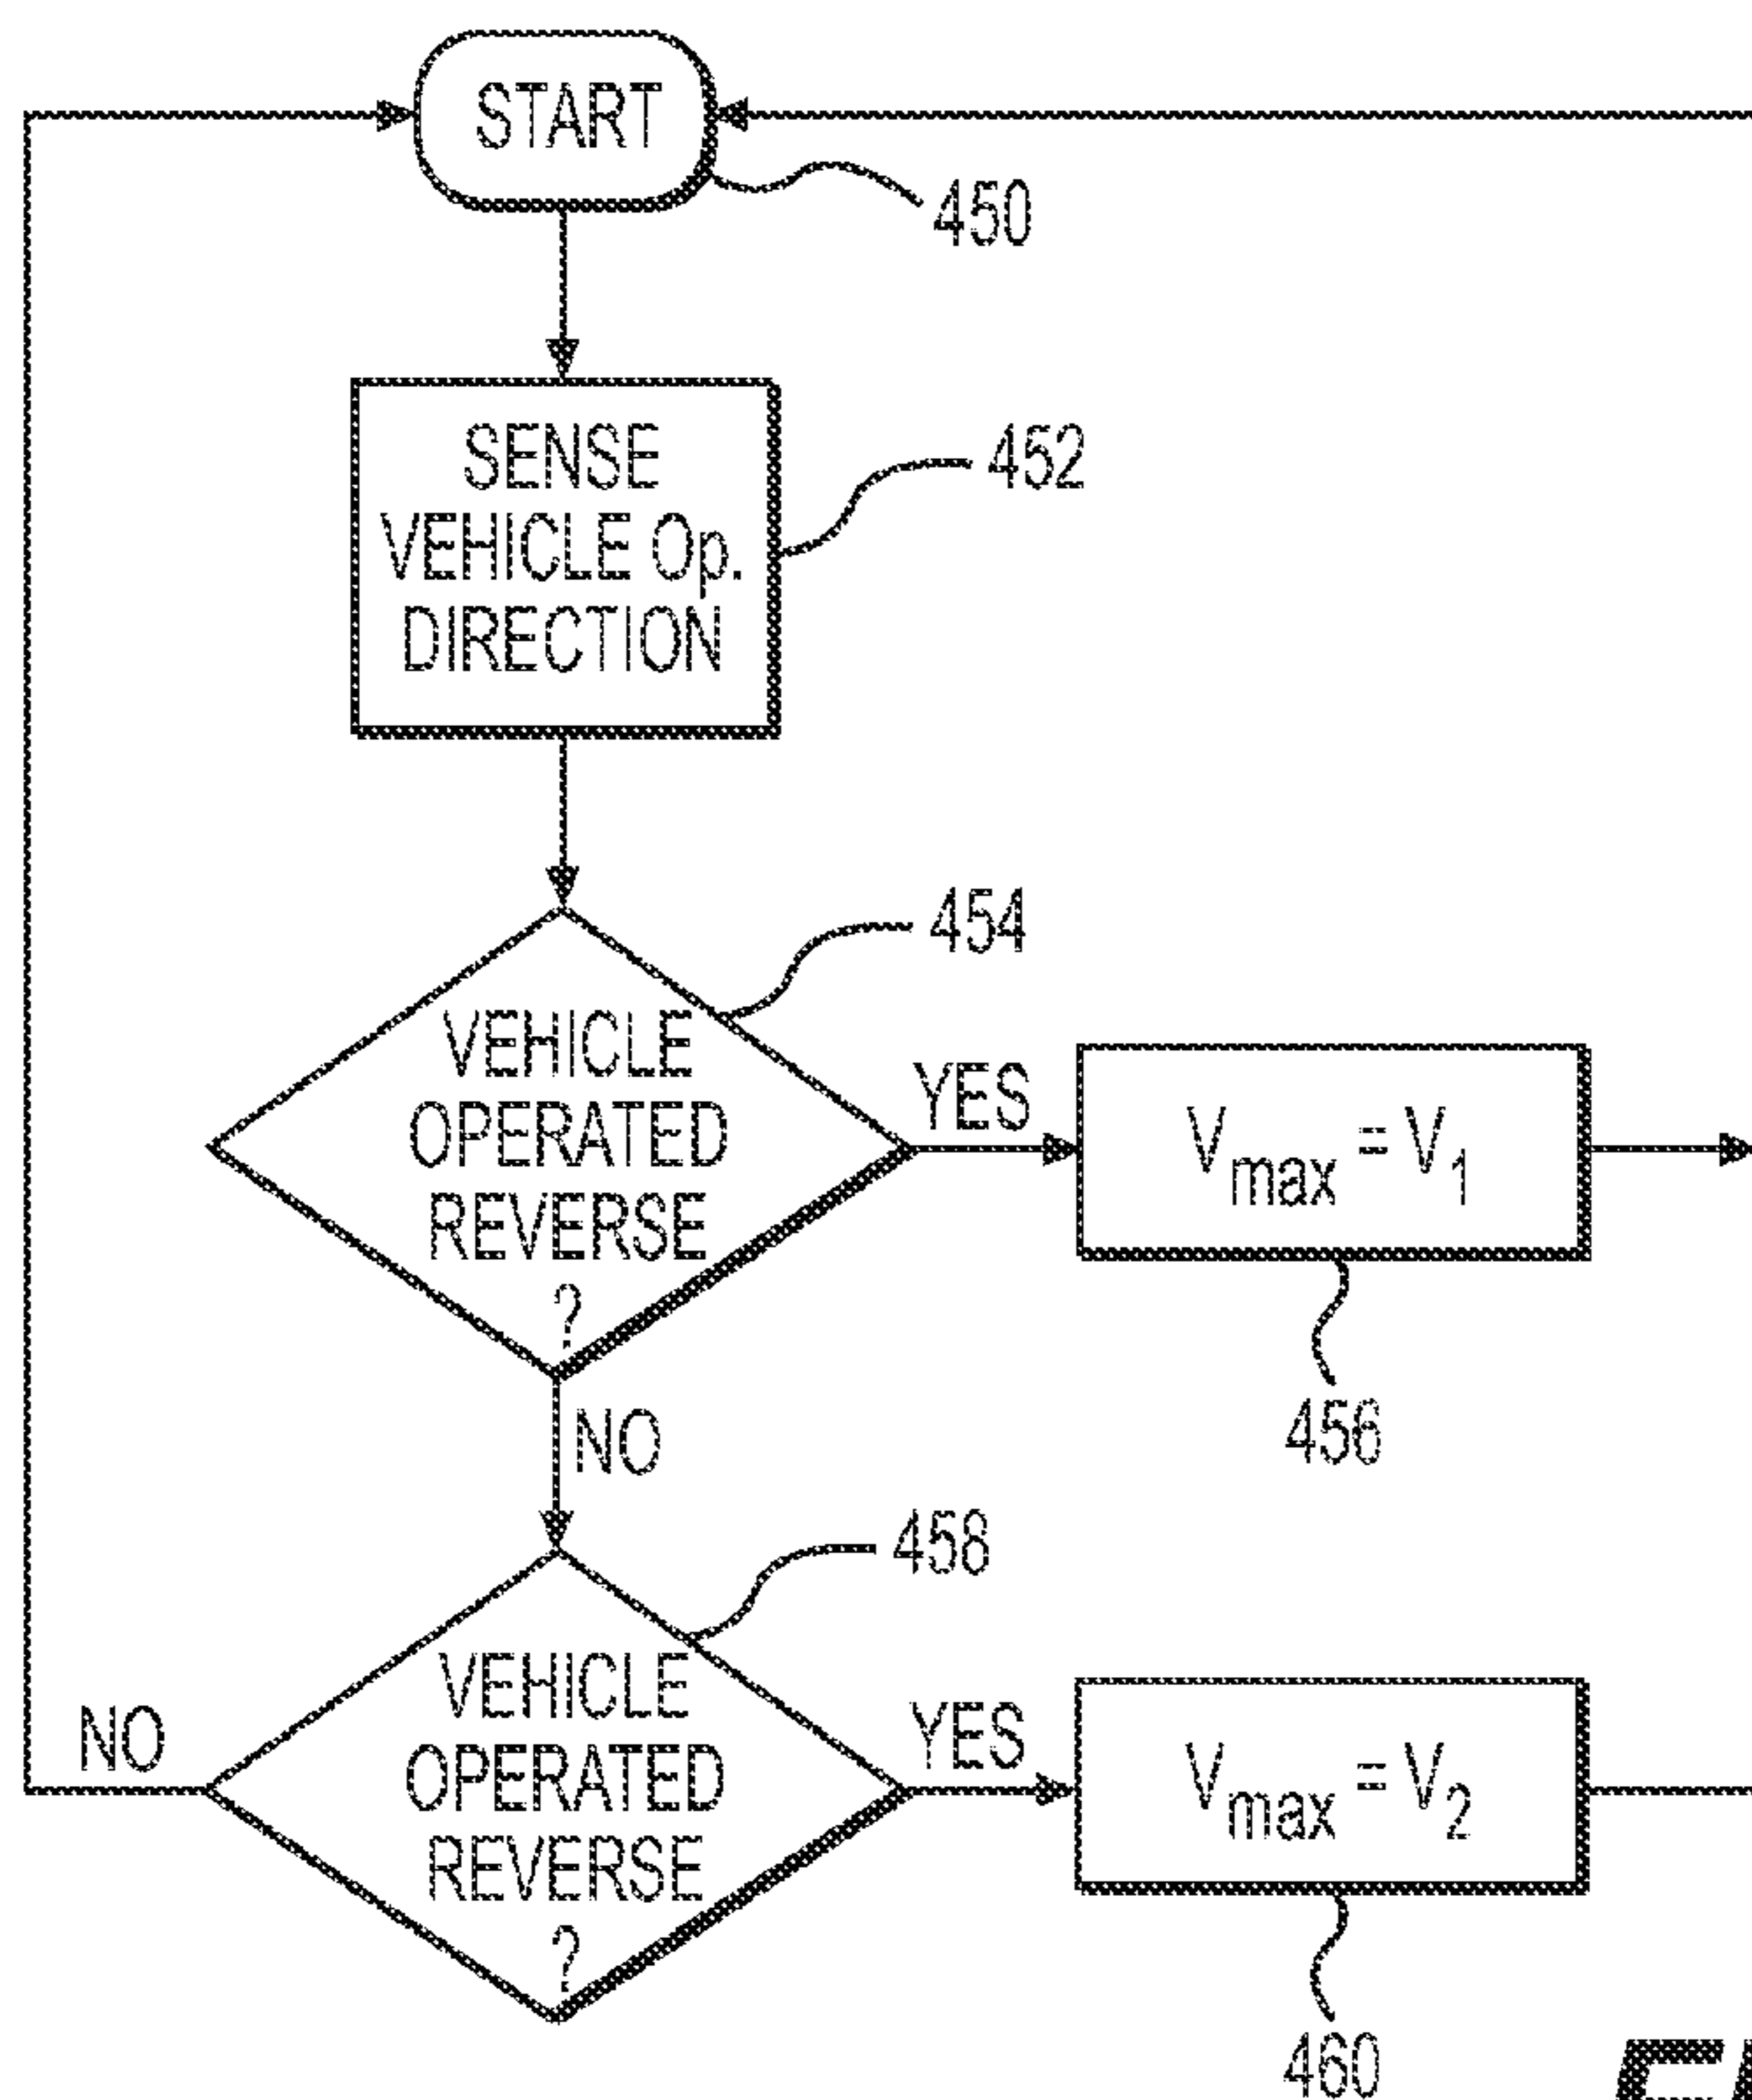 START
450
SENSE
VEHICLE Op.
DIRECTION
452
454
VEHICLE
OPERATED
REVERSE
?
YES
Vmax = V1
456
NO
458
VEHICLE
OPERATED
REVERSE
?
NO
YES
Vmax = V2
460